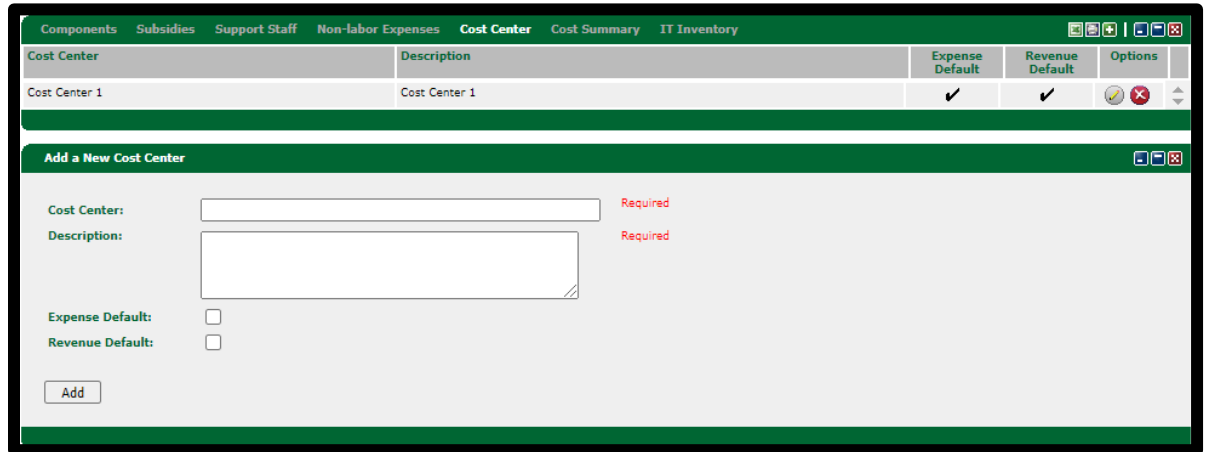 Components Subsidies Support Staff Non-labor Expenses Cost Center Cost Summary IT Inventory
Cost Center Description Expense Default Revenue Default Options
Cost Center 1 Cost Center 1
Add a New Cost Center
Cost Center: Required
Description: Required
Expense Default:
Revenue Default:
Add